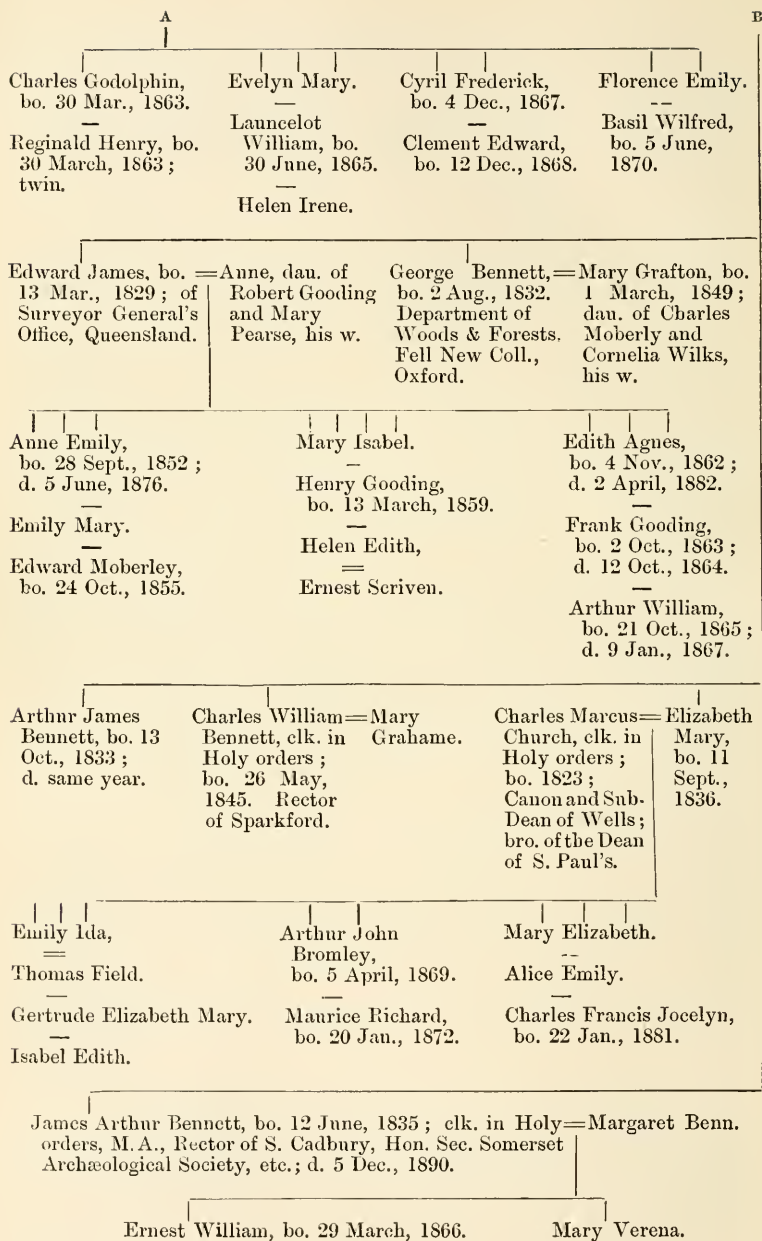 A
B
Charles Godolphin,
bo. 30 Mar., 1863.
—
Reginald Henry, bo.
30 March, 1863;
twin.
Evelyn Mary.
—
Launcelot
William, bo.
30 June, 1865.
—
Helen Irene.
Cyril Frederick,
bo. 4 Dec., 1867.
—
Clement Edward,
bo. 12 Dec., 1868.
Florence Emily.
--
Basil Wilfred,
bo. 5 June,
1870.
Edward James, bo.
13 Mar., 1829; of
Surveyor General's
Office, Queensland.
=Anne, dau. of
Robert Gooding
and Mary
Pearse, his w.
George Bennett,
bo. 2 Aug., 1832.
Department of
Woods & Forests.
Fell New Coll.,
Oxford.
=Mary Grafton, bo.
1 March, 1849;
dau. of Charles
Moberly and
Cornelia Wilks,
his w.
Anne Emily,
bo. 28 Sept., 1852;
d. 5 June, 1876.
—
Emily Mary.
—
Edward Moberley,
bo. 24 Oct., 1855.
Mary Isabel.
—
Henry Gooding,
bo. 13 March, 1859.
—
Helen Edith,
=
Ernest Scriven.
Edith Agnes,
bo. 4 Nov., 1862;
d. 2 April, 1882.
—
Frank Gooding,
bo. 2 Oct., 1863;
d. 12 Oct., 1864.
—
Arthur William,
bo. 21 Oct., 1865;
d. 9 Jan., 1867.
Arthur James
Bennett, bo. 13
Oct., 1833;
d. same year.
Charles William
Bennett, clk. in
Holy orders;
bo. 26 May,
1845. Rector
of Sparkford.
=Mary
Grahame.
Charles Marcus
Church, clk. in
Holy orders;
bo. 1823;
Canon and Sub-
Dean of Wells;
bro. of the Dean
of S. Paul's.
=Elizabeth
Mary,
bo. 11
Sept.,
1836.
Emily Ida,
=
Thomas Field.
—
Gertrude Elizabeth Mary.
—
Isabel Edith.
Arthur John
Bromley,
bo. 5 April, 1869.
—
Maurice Richard,
bo. 20 Jan., 1872.
Mary Elizabeth.
--
Alice Emily.
—
Charles Francis Jocelyn,
bo. 22 Jan., 1881.
James Arthur Bennett, bo. 12 June, 1835; clk. in Holy=Margaret Benn.
orders, M.A., Rector of S. Cadbury, Hon. Sec. Somerset
Archæological Society, etc.; d. 5 Dec., 1890.
Ernest William, bo. 29 March, 1866.
Mary Verena.